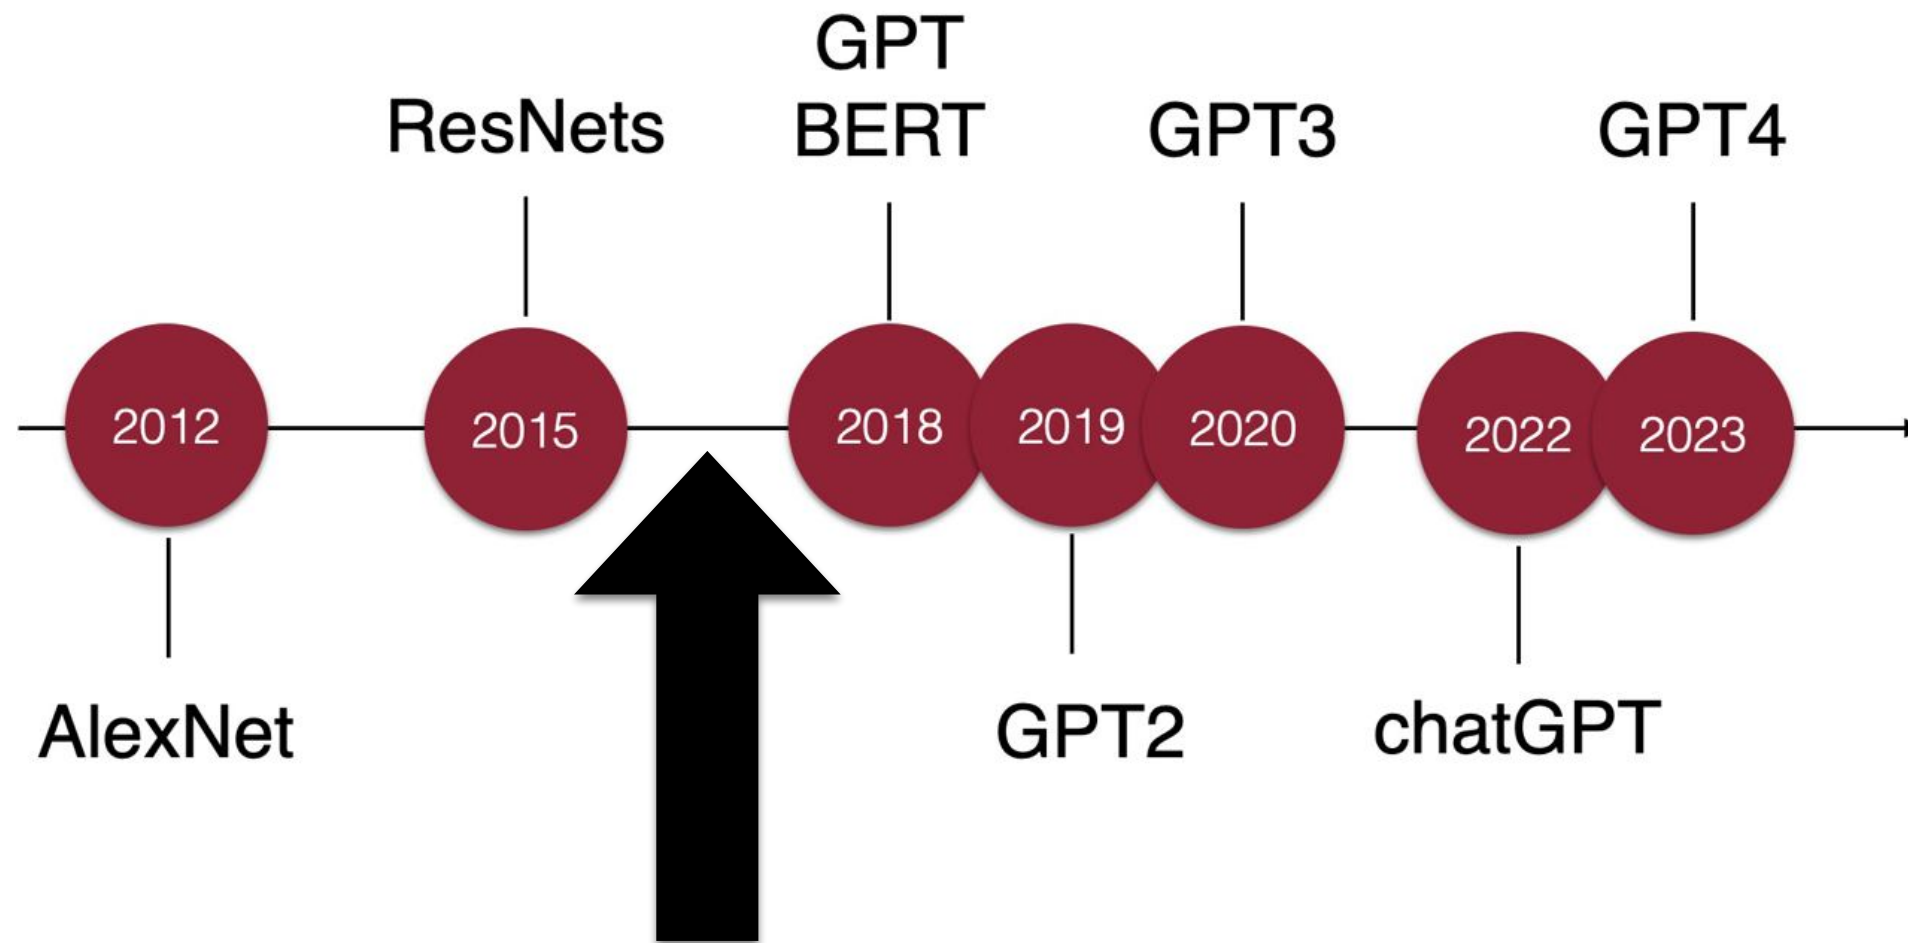 GPT
BERT
ResNets
GPT3
GPT4
2012
2015
2018
2019
2020
2022
2023
AlexNet
GPT2
chatGPT